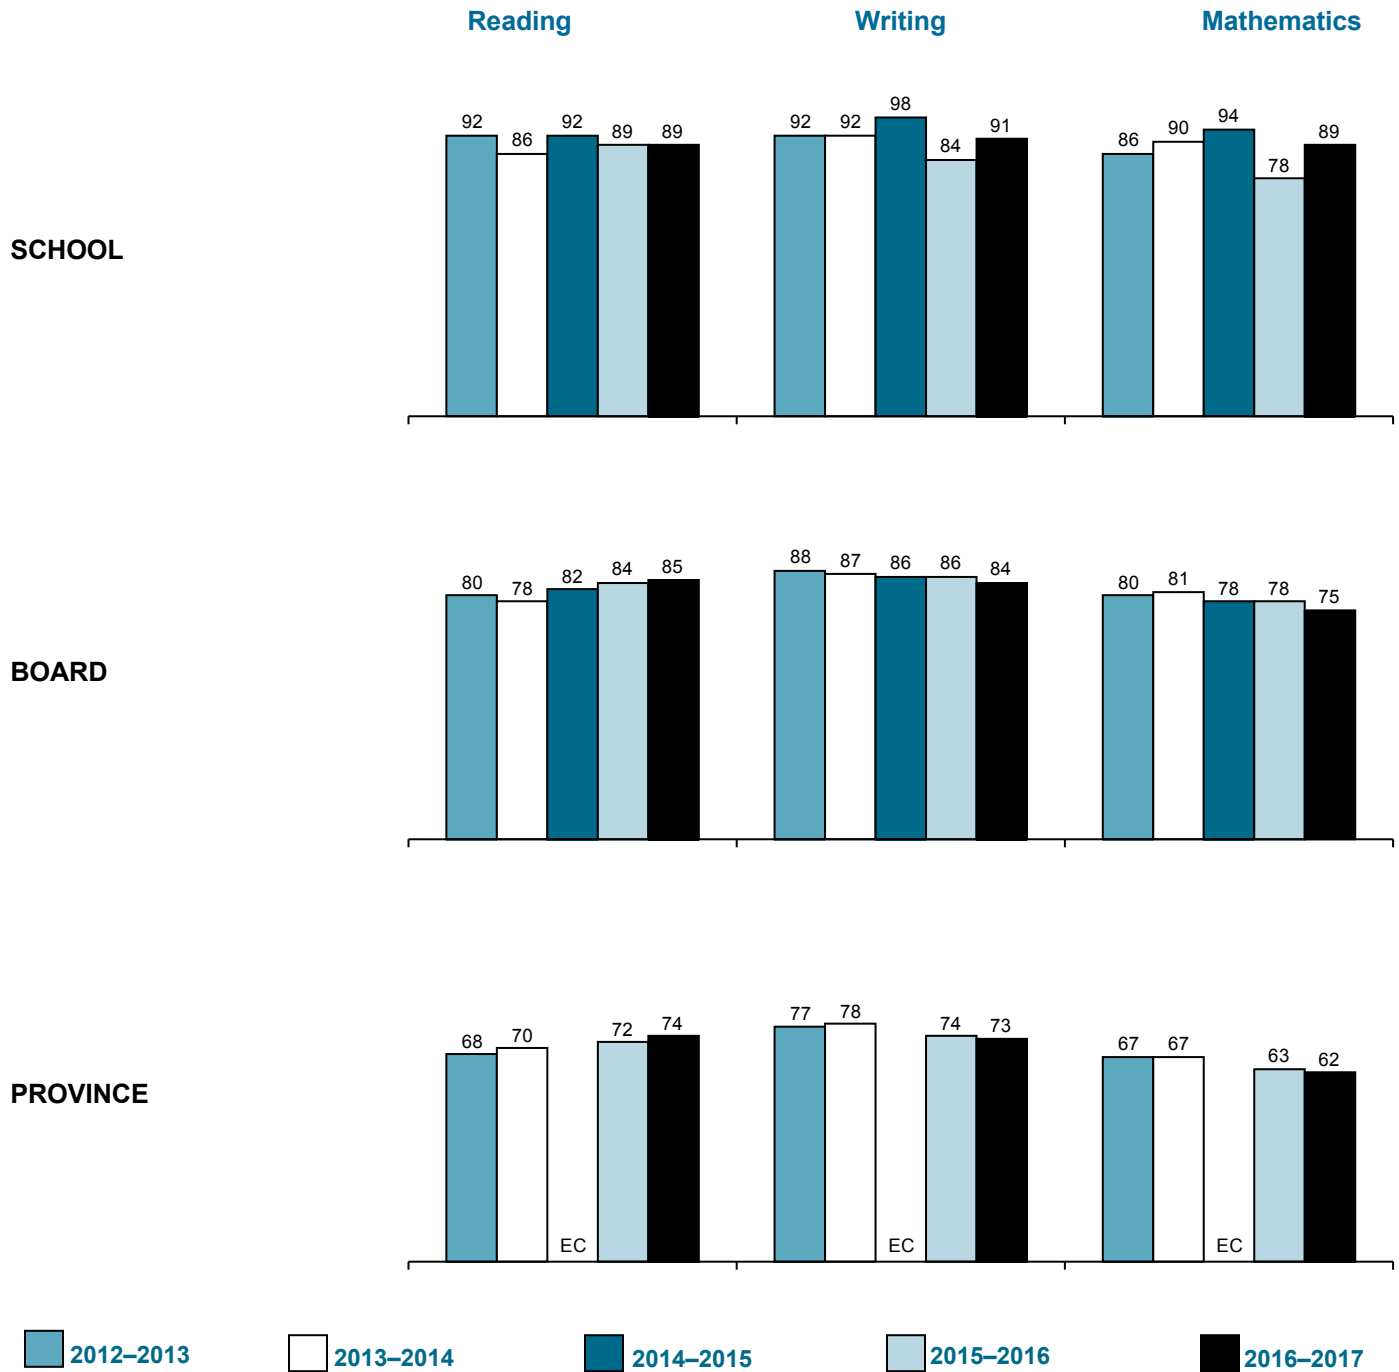 Reading Writing Mathematics
92 86 92 89 89 92 92 98 84 91 86 90 94 78 89
SCHOOL
80 78 82 84 85 88 87 86 86 84 80 81 78 78 75
BOARD
68 70 EC 72 74 77 78 EC 74 73 67 67 EC 63 62
PROVINCE
2012–2013 2013–2014 2014–2015 2015–2016 2016–2017